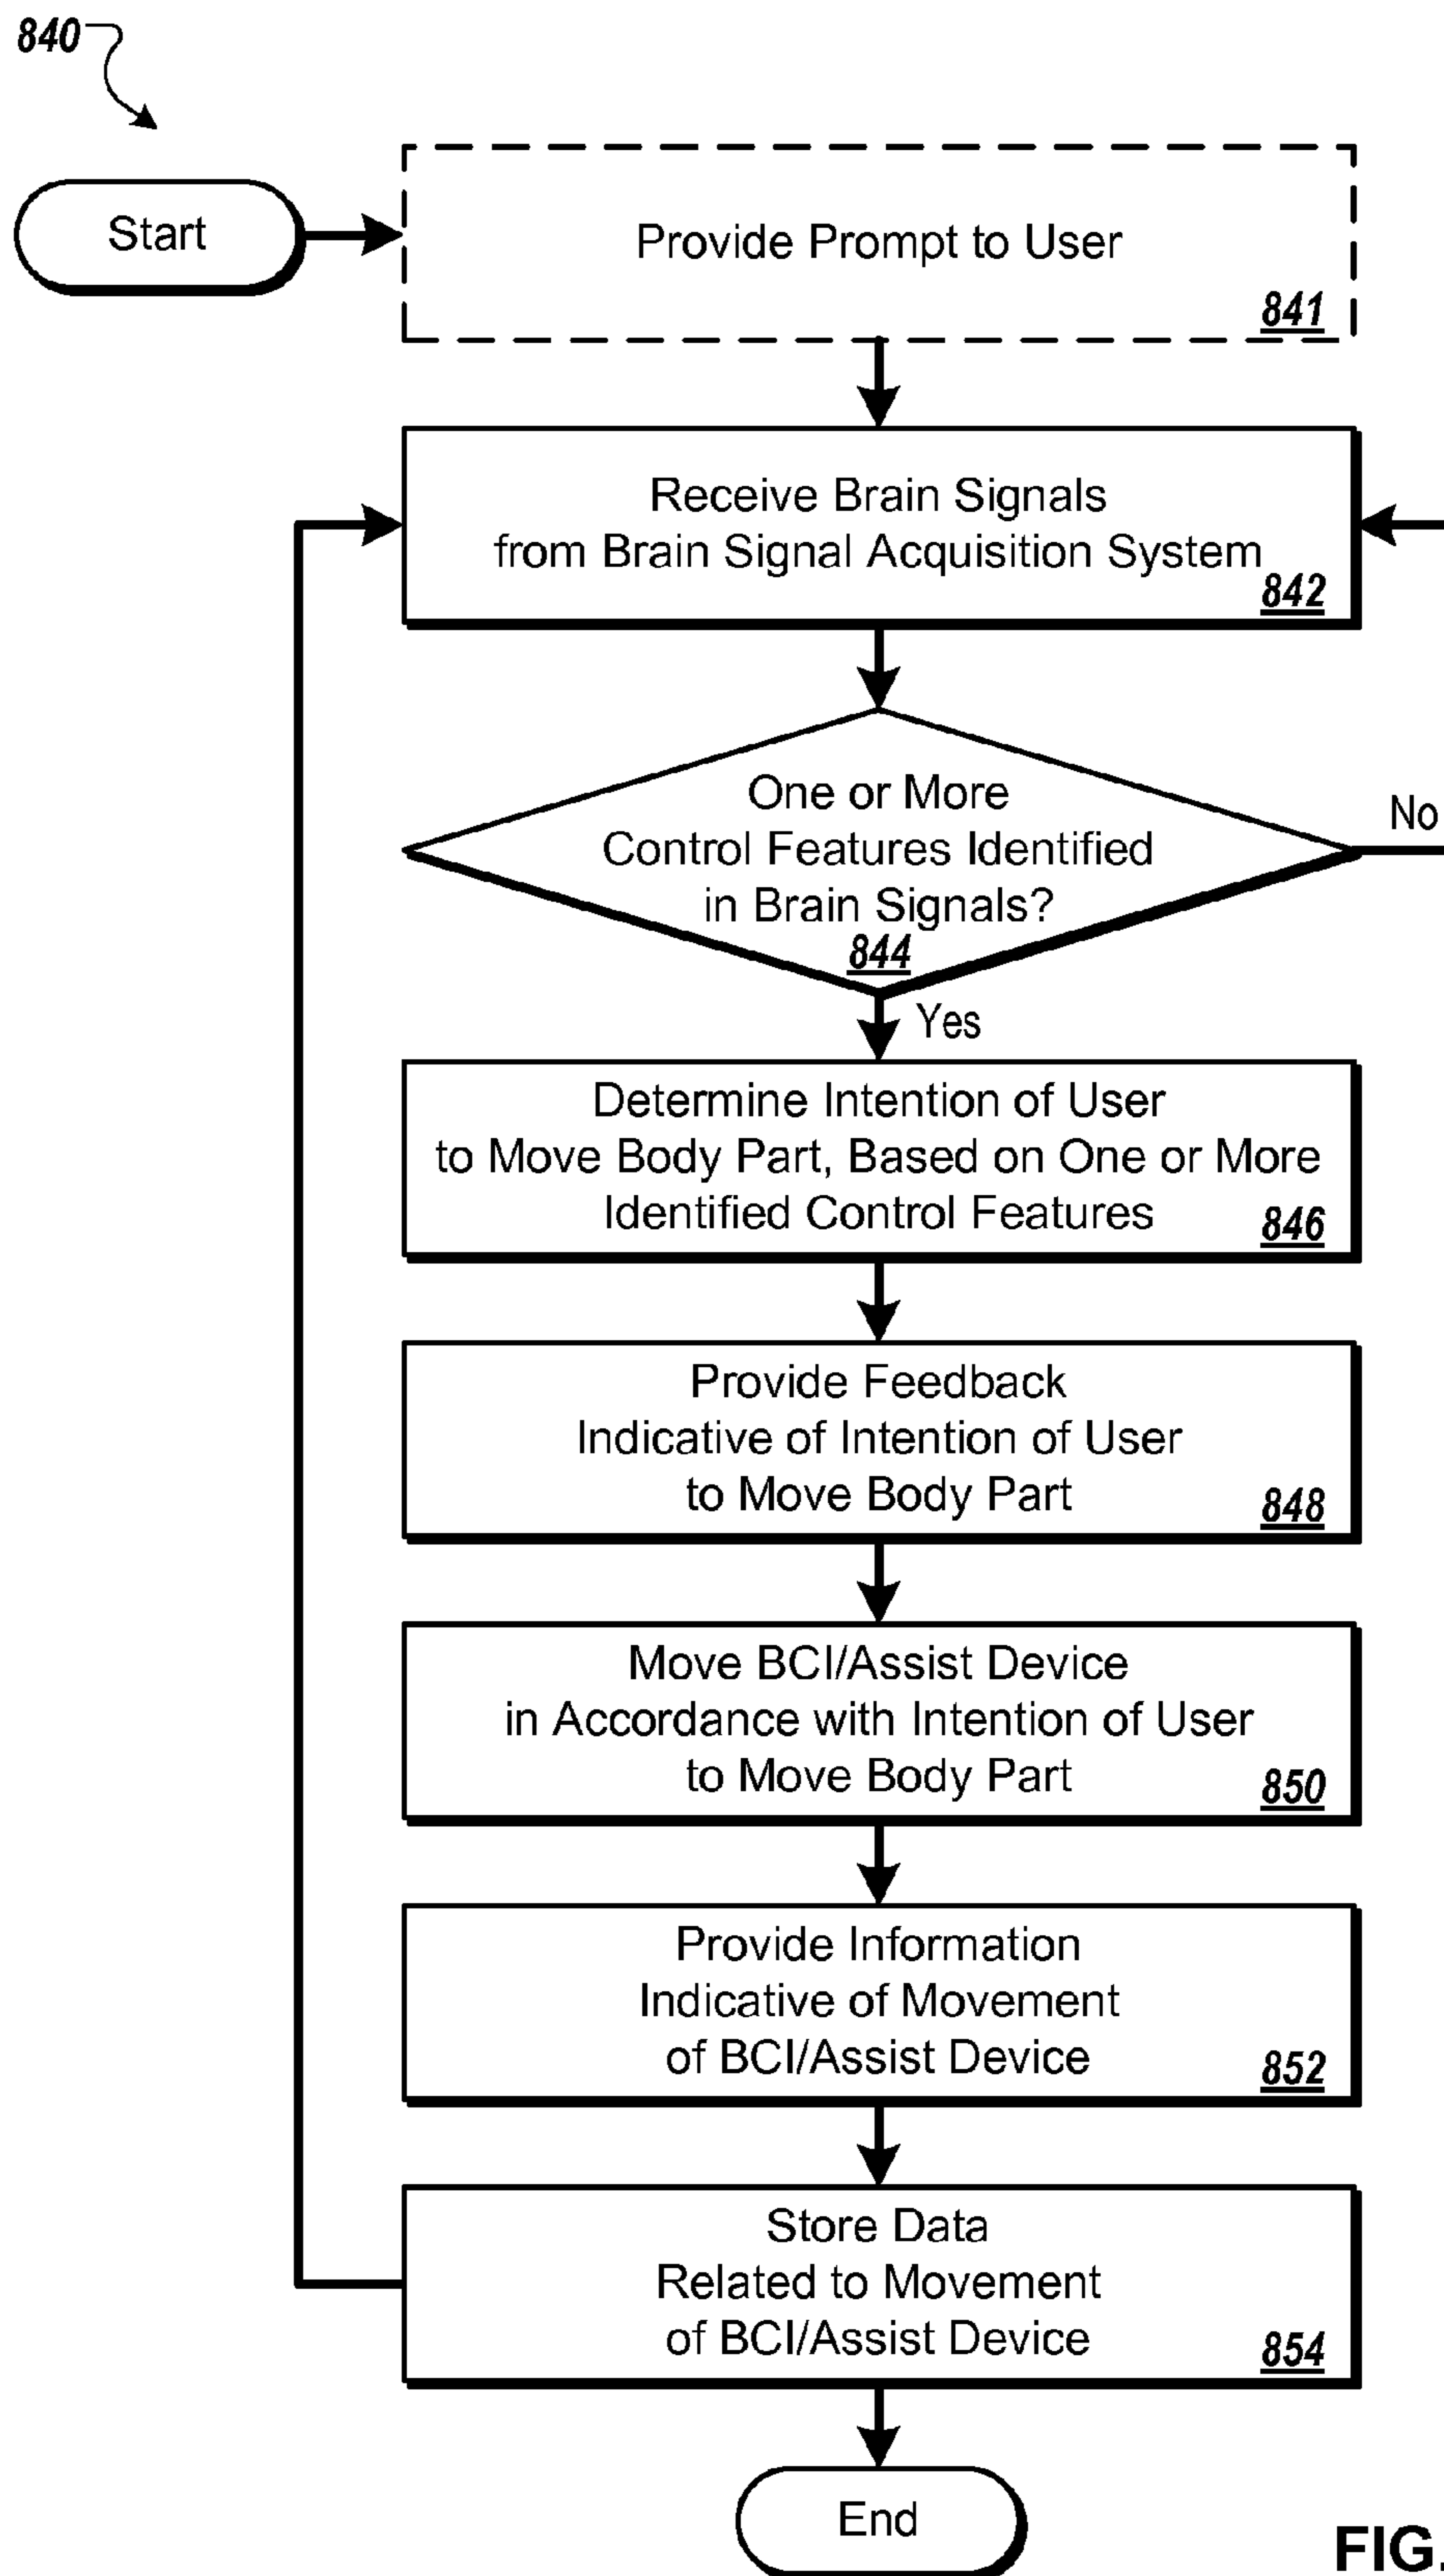 840
Start
Provide Prompt to User
841
Receive Brain Signals
from Brain Signal Acquisition System
842
One or More
Control Features Identified
in Brain Signals?
844
No
Yes
Determine Intention of User
to Move Body Part, Based on One or More
Identified Control Features
846
Provide Feedback
Indicative of Intention of User
to Move Body Part
848
Move BCI/Assist Device
in Accordance with Intention of User
to Move Body Part
850
Provide Information
Indicative of Movement
of BCI/Assist Device
852
Store Data
Related to Movement
of BCI/Assist Device
854
End
FIG.